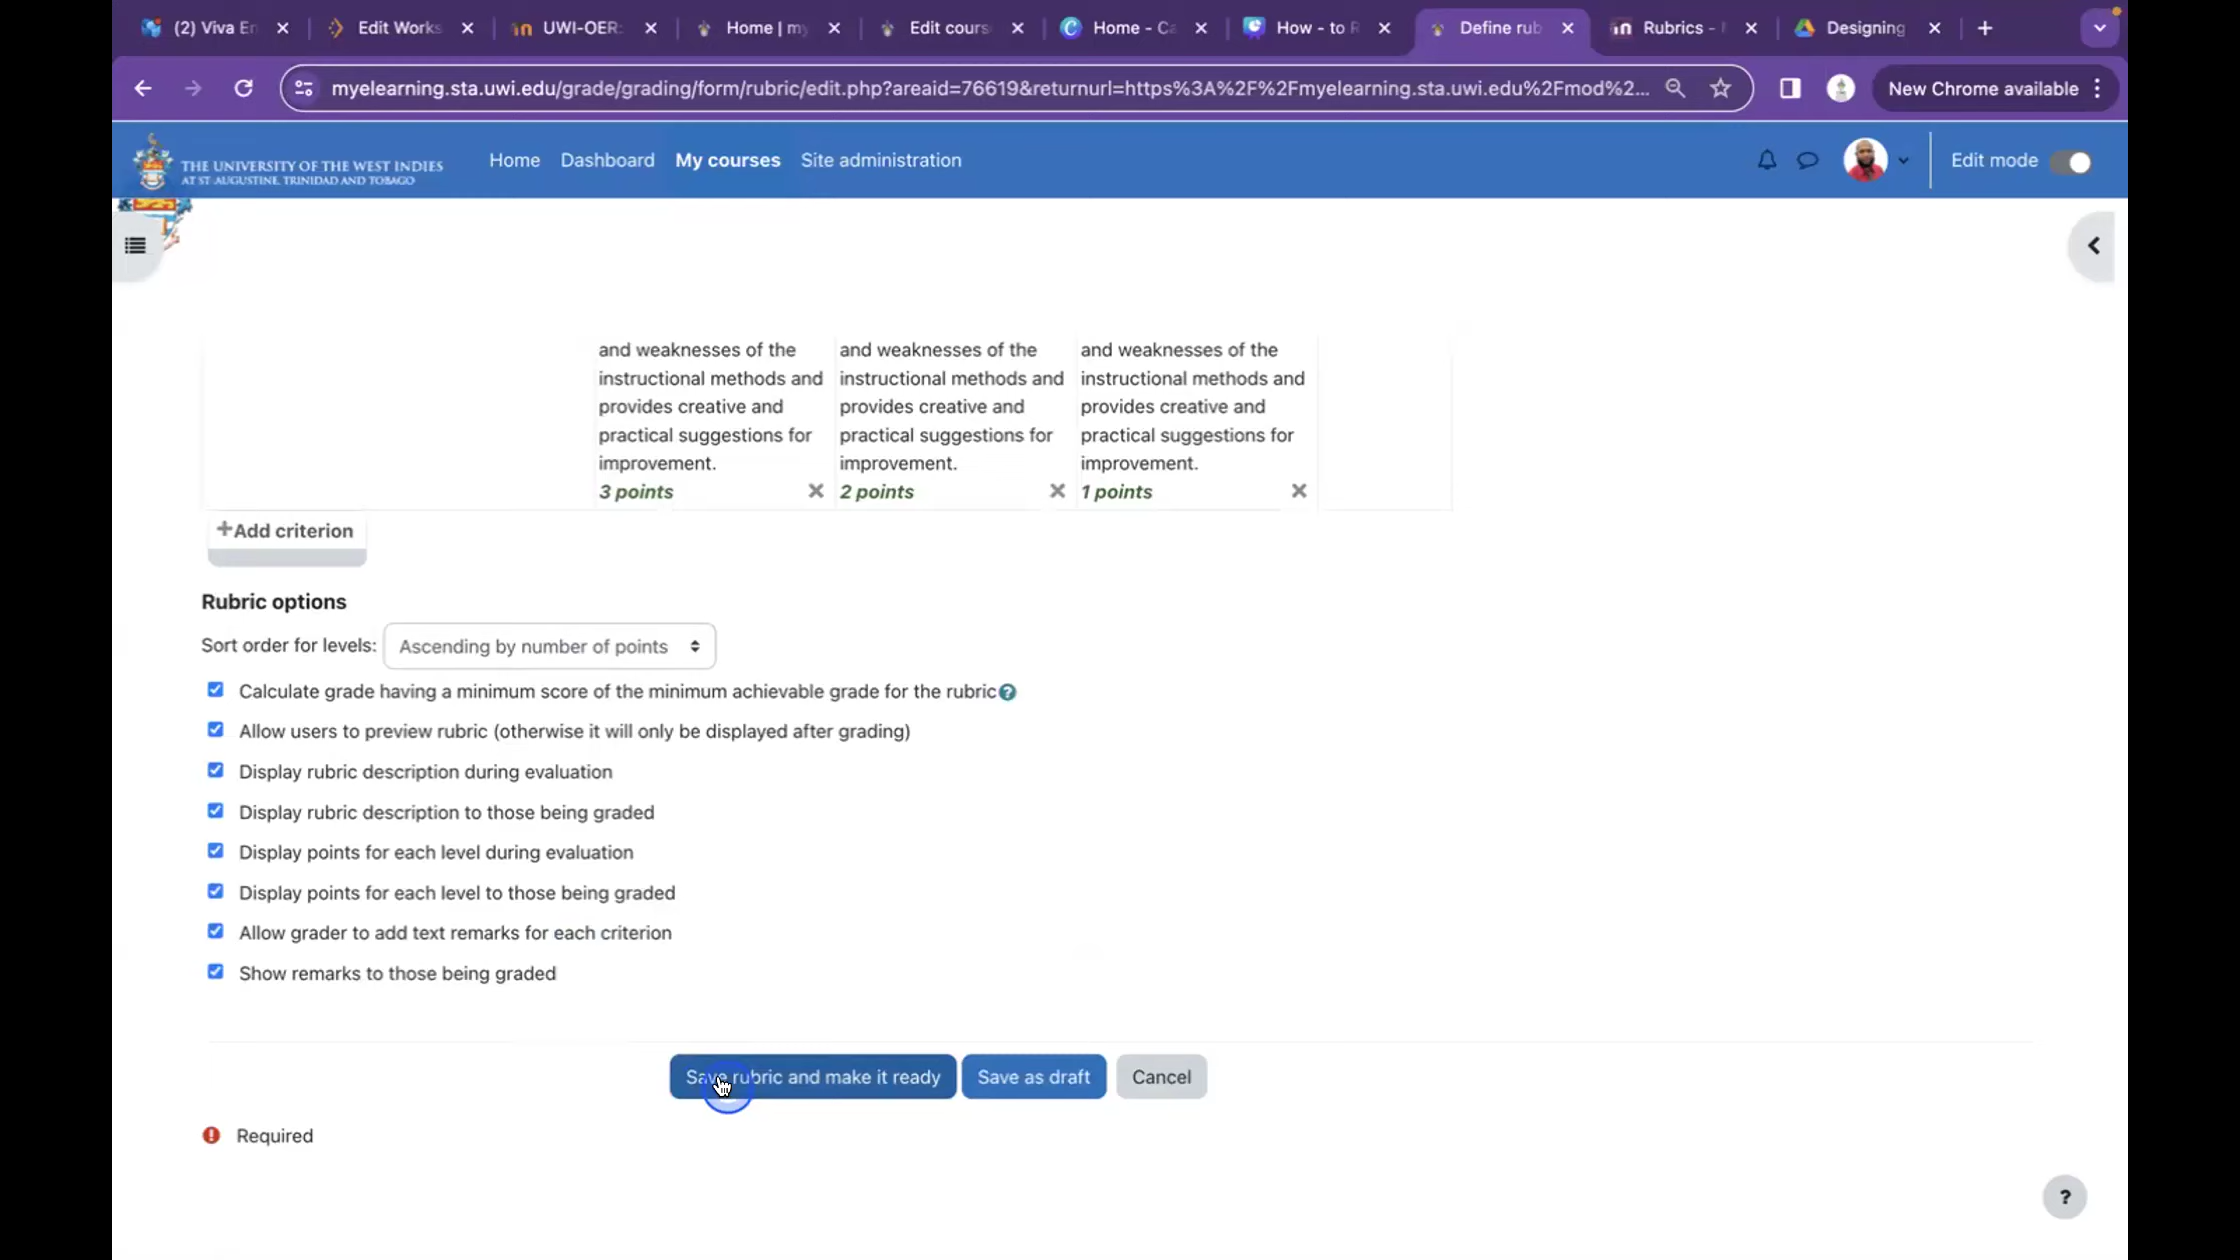 (2) Viva En
Edit Works
UWI-OER:
Home | my
Edit cours
Home - Ca
How - to R
Define rub
Rubrics -
Designing
myelearning.sta.uwi.edu/grade/grading/form/rubric/edit.php?areaid=76619&returnurl=https%3A%2F%2Fmyelearning.sta.uwi.edu%2Fmod%2...
New Chrome available
THE UNIVERSITY OF THE WEST INDIES
AT ST. AUGUSTINE, TRINIDAD AND TOBAGO
Home
Dashboard
My courses
Site administration
Edit mode
and weaknesses of the
instructional methods and
provides creative and
practical suggestions for
improvement.
3 points
and weaknesses of the
instructional methods and
provides creative and
practical suggestions for
improvement.
2 points
and weaknesses of the
instructional methods and
provides creative and
practical suggestions for
improvement.
1 points
+Add criterion
Rubric options
Sort order for levels: Ascending by number of points
Calculate grade having a minimum score of the minimum achievable grade for the rubric
Allow users to preview rubric (otherwise it will only be displayed after grading)
Display rubric description during evaluation
Display rubric description to those being graded
Display points for each level during evaluation
Display points for each level to those being graded
Allow grader to add text remarks for each criterion
Show remarks to those being graded
Save rubric and make it ready
Save as draft
Cancel
Required
?